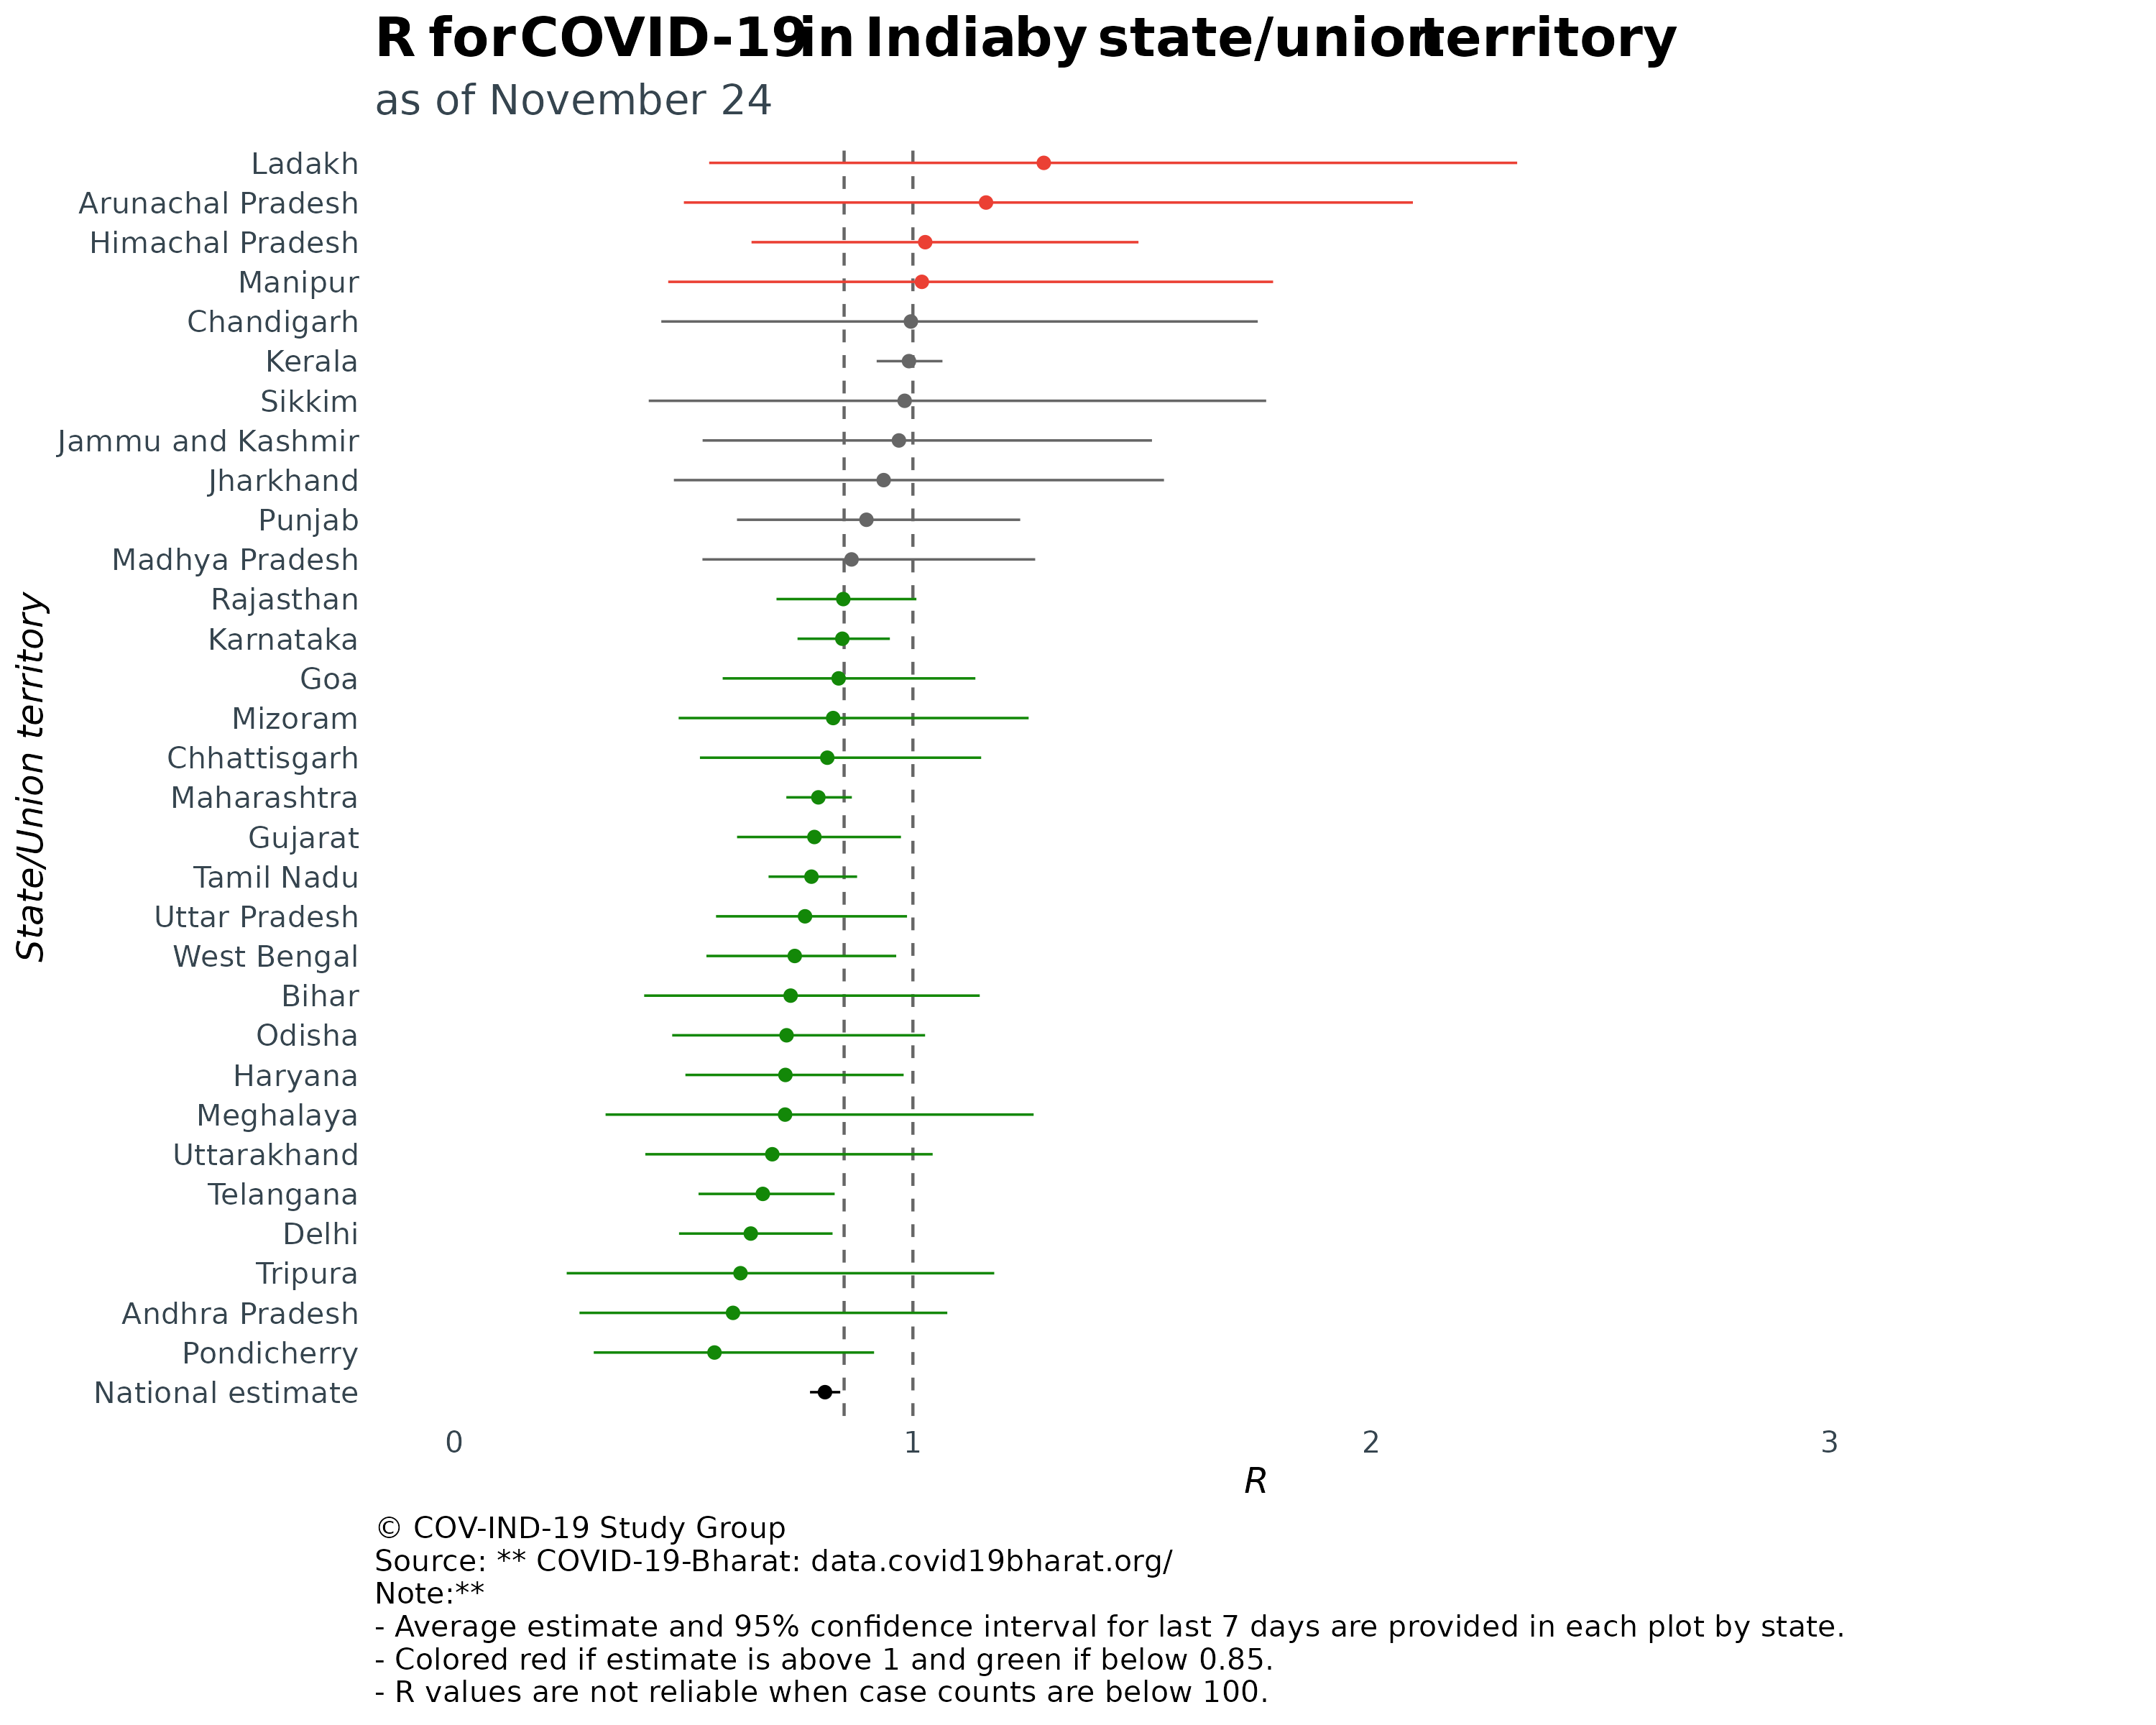 R for COVID-19 in India by state/union territory
as of November 24
Ladakh
Arunachal Pradesh
Himachal Pradesh
Manipur
Chandigarh
Kerala
Sikkim
Jammu and Kashmir
Jharkhand
Punjab
Madhya Pradesh
Rajasthan
Karnataka
Goa
Mizoram
Chhattisgarh
Maharashtra
Gujarat
Tamil Nadu
Uttar Pradesh
West Bengal
Bihar
Odisha
Haryana
Meghalaya
Uttarakhand
Telangana
Delhi
Tripura
Andhra Pradesh
Pondicherry
National estimate
State/Union territory
0 1 2 3
R
© COV-IND-19 Study Group
Source: ** COVID-19-Bharat: data.covid19bharat.org/
Note:**
- Average estimate and 95% confidence interval for last 7 days are provided in each plot by state.
- Colored red if estimate is above 1 and green if below 0.85.
- R values are not reliable when case counts are below 100.